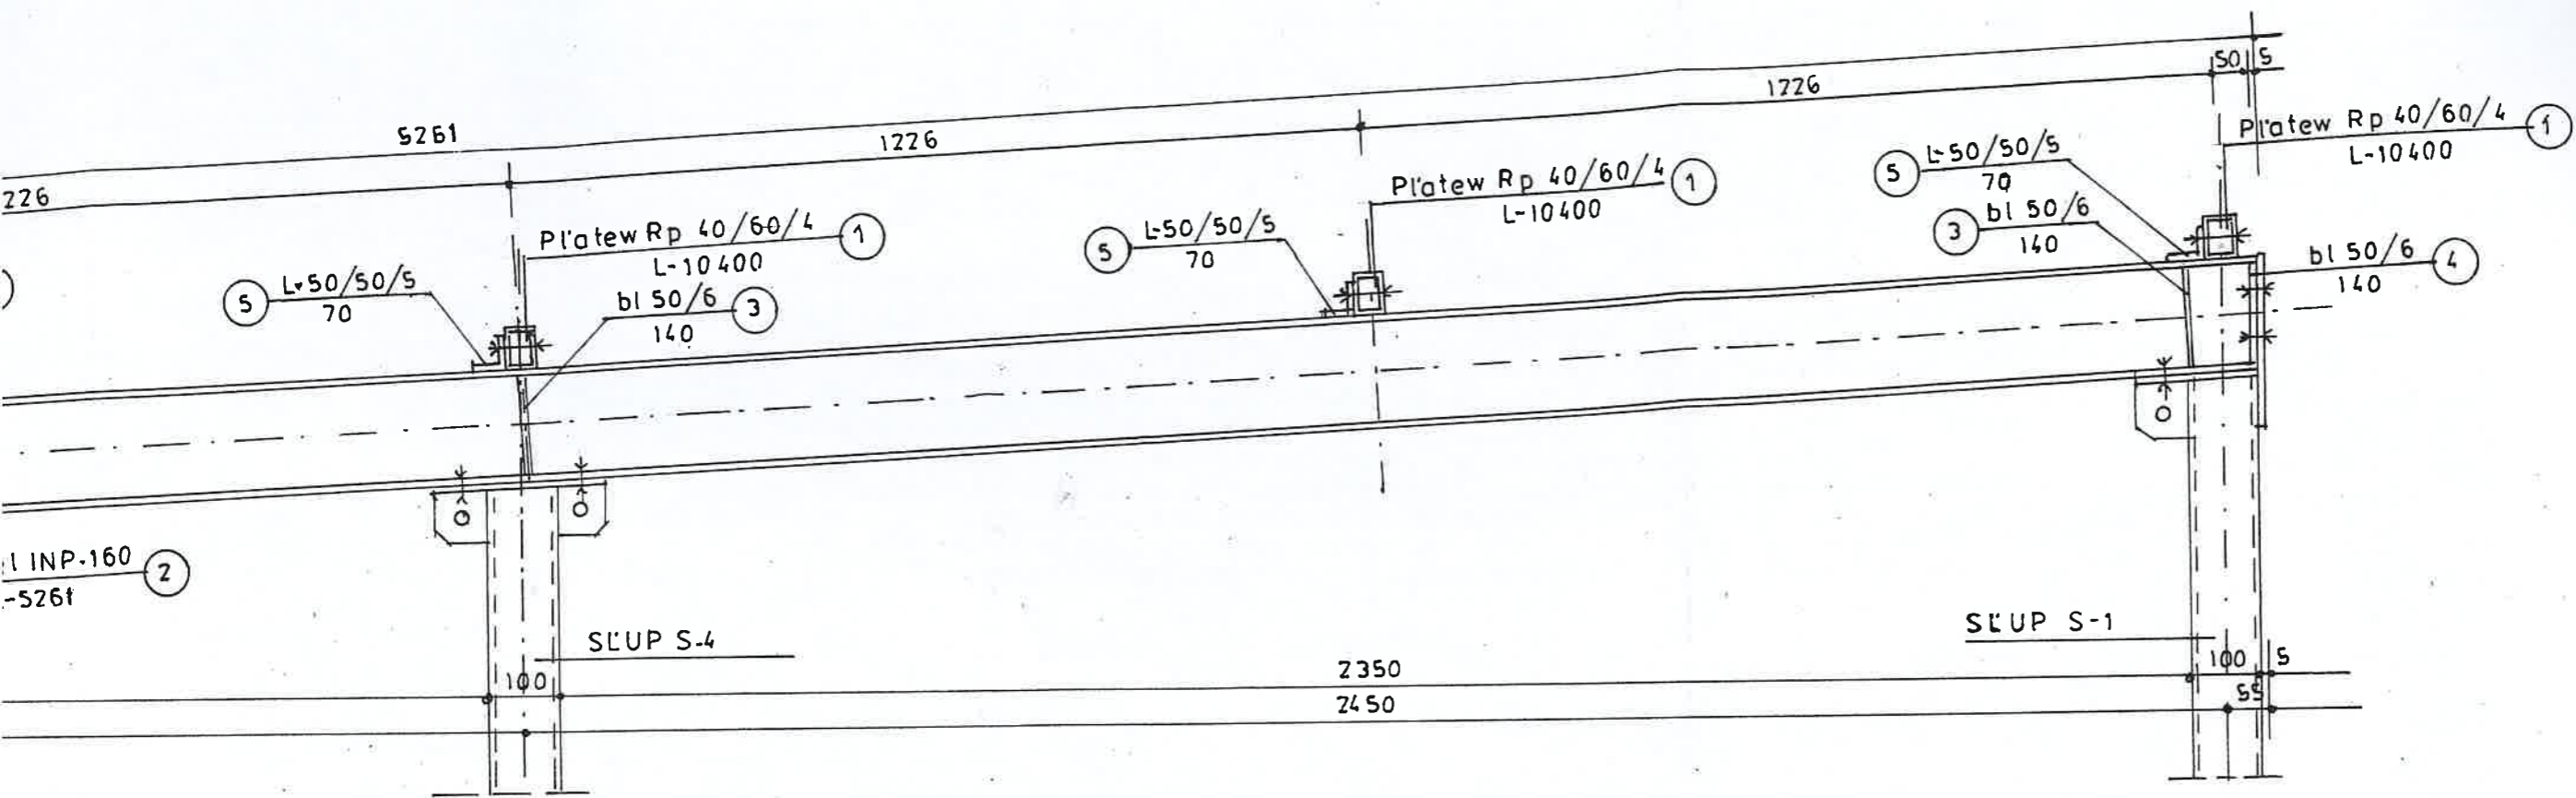 50 5
1226
5261
1226
226
Płatew Rp 40/60/4 1
L-10400
5 L-50/50/5
70
3 bl 50/6
140
Płatew Rp 40/60/4 1
L-10400
5 L-50/50/5
70
Płatew Rp 40/60/4 1
L-10400
bl 50/6 4
140
5 L-50/50/5
70
bl 50/6 3
140
INP-160 2
-5261
SŁUP S-4
SŁUP S-1
100
2350
100 5
2450
55